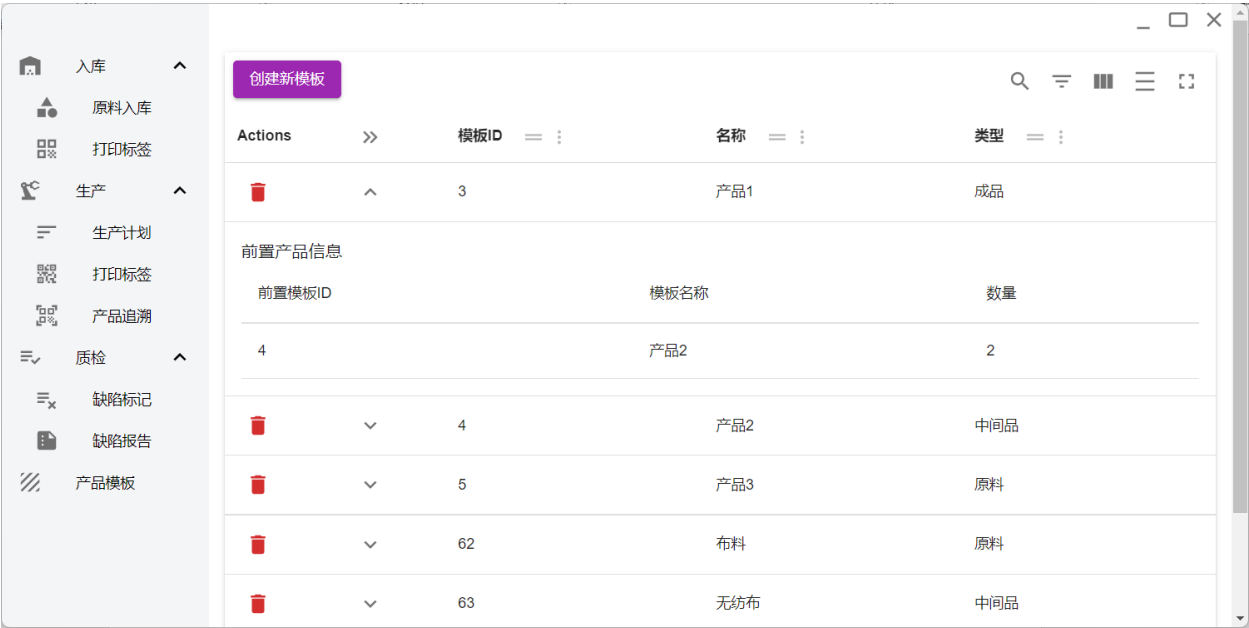 入库
原料入库
打印标签
生产
生产计划
打印标签
产品追溯
质检
缺陷标记
缺陷报告
产品模板
创建新模板
Actions 模板ID 名称 类型
3 产品1 成品
前置产品信息
前置模板ID 模板名称 数量
4 产品2 2
4 产品2 中间品
5 产品3 原料
62 布料 原料
63 无纺布 中间品